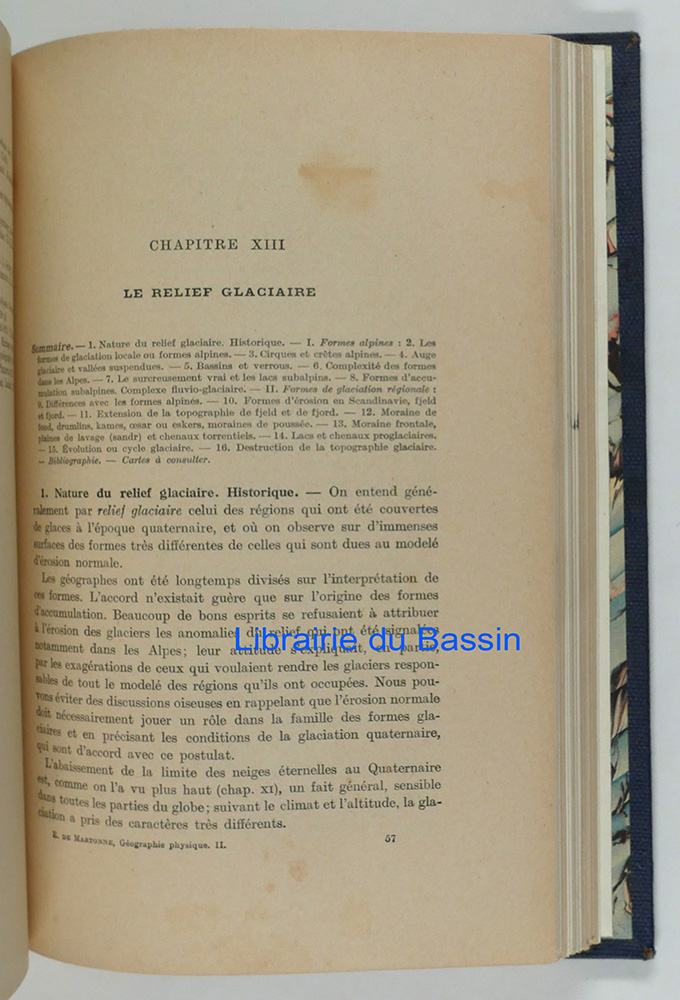 CHAPITRE XIII
LE RELIEF GLACIAIRE
Sommaire. — 1. Nature du relief glaciaire. Historique. — I. Formes alpines : 2. Les
formes de glaciation locale ou formes alpines. — 3. Cirques et crêtes alpines. — 4. Auge
glaciaire et vallées suspendues. — 5. Bassins et verrous. — 6. Complexité des formes
dans les Alpes. — 7. Le surcreusement vrai et les lacs subalpins. — 8. Formes d'accu-
mulation subalpines. Complexe fluvio-glaciaire. — II. Formes de glaciation régionale :
9. Différences avec les formes alpines. — 10. Formes d'érosion en Scandinavie, fjeld
et fjord. — 11. Extension de la topographie de fjeld et de fjord. — 12. Moraine de
fond, drumlins, kames, œsar ou eskers, moraines de poussée. — 13. Moraine frontale,
plaines de lavage (sandr) et chenaux torrentiels. — 14. Lacs et chenaux proglaciaires.
— 15. Évolution ou cycle glaciaire. — 16. Destruction de la topographie glaciaire.
— Bibliographie. — Cartes à consulter.
1. Nature du relief glaciaire. Historique. — On entend géné-
ralement par relief glaciaire celui des régions qui ont été couvertes
de glaces à l'époque quaternaire, et où on observe sur d'immenses
surfaces des formes très différentes de celles qui sont dues au modelé
d'érosion normale.
Les géographes ont été longtemps divisés sur l'interprétation de
ces formes. L'accord n'existait guère que sur l'origine des formes
d'accumulation. Beaucoup de bons esprits se refusaient à attribuer
à l'érosion des glaciers les anomalies du relief qui ont été signalées
notamment dans les Alpes; leur attitude s'expliquait, en partie,
par les exagérations de ceux qui voulaient rendre les glaciers respon-
sables de tout le modelé des régions qu'ils ont occupées. Nous pou-
vons éviter des discussions oiseuses en rappelant que l'érosion normale
doit nécessairement jouer un rôle dans la famille des formes gla-
ciaires et en précisant les conditions de la glaciation quaternaire,
qui sont d'accord avec ce postulat.
L'abaissement de la limite des neiges éternelles au Quaternaire
est, comme on l'a vu plus haut (chap. XI), un fait général, sensible
dans toutes les parties du globe; suivant le climat et l'altitude, la gla-
ciation a pris des caractères très différents.
E. DE MARTONNE, Géographie physique. II. 57
Librairie du Bassin